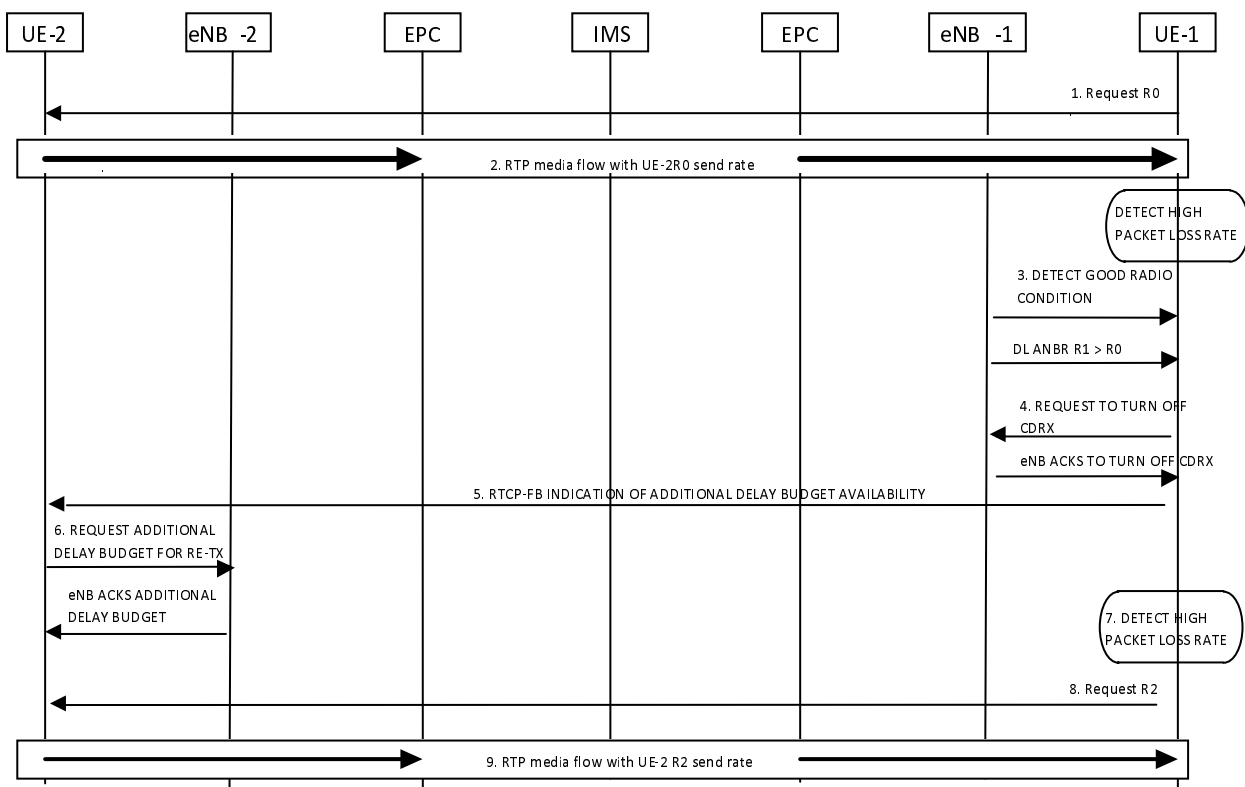 UE-2
eNB -2
EPC
IMS
EPC
eNB -1
UE-1
1. Request R0
2. RTP media flow with UE-2R0 send rate
DETECT HIGH
PACKET LOSS RATE
3. DETECT GOOD RADIO
CONDITION
DL ANBR R1 > R0
4. REQUEST TO TURN OFF
CDRX
eNB ACKS TO TURN OFF CDRX
5. RTCP-FB INDICATION OF ADDITIONAL DELAY BUDGET AVAILABILITY
6. REQUEST ADDITIONAL
DELAY BUDGET FOR RE-TX
eNB ACKS ADDITIONAL
DELAY BUDGET
7. DETECT HIGH
PACKET LOSS RATE
8. Request R2
9. RTP media flow with UE-2 R2 send rate